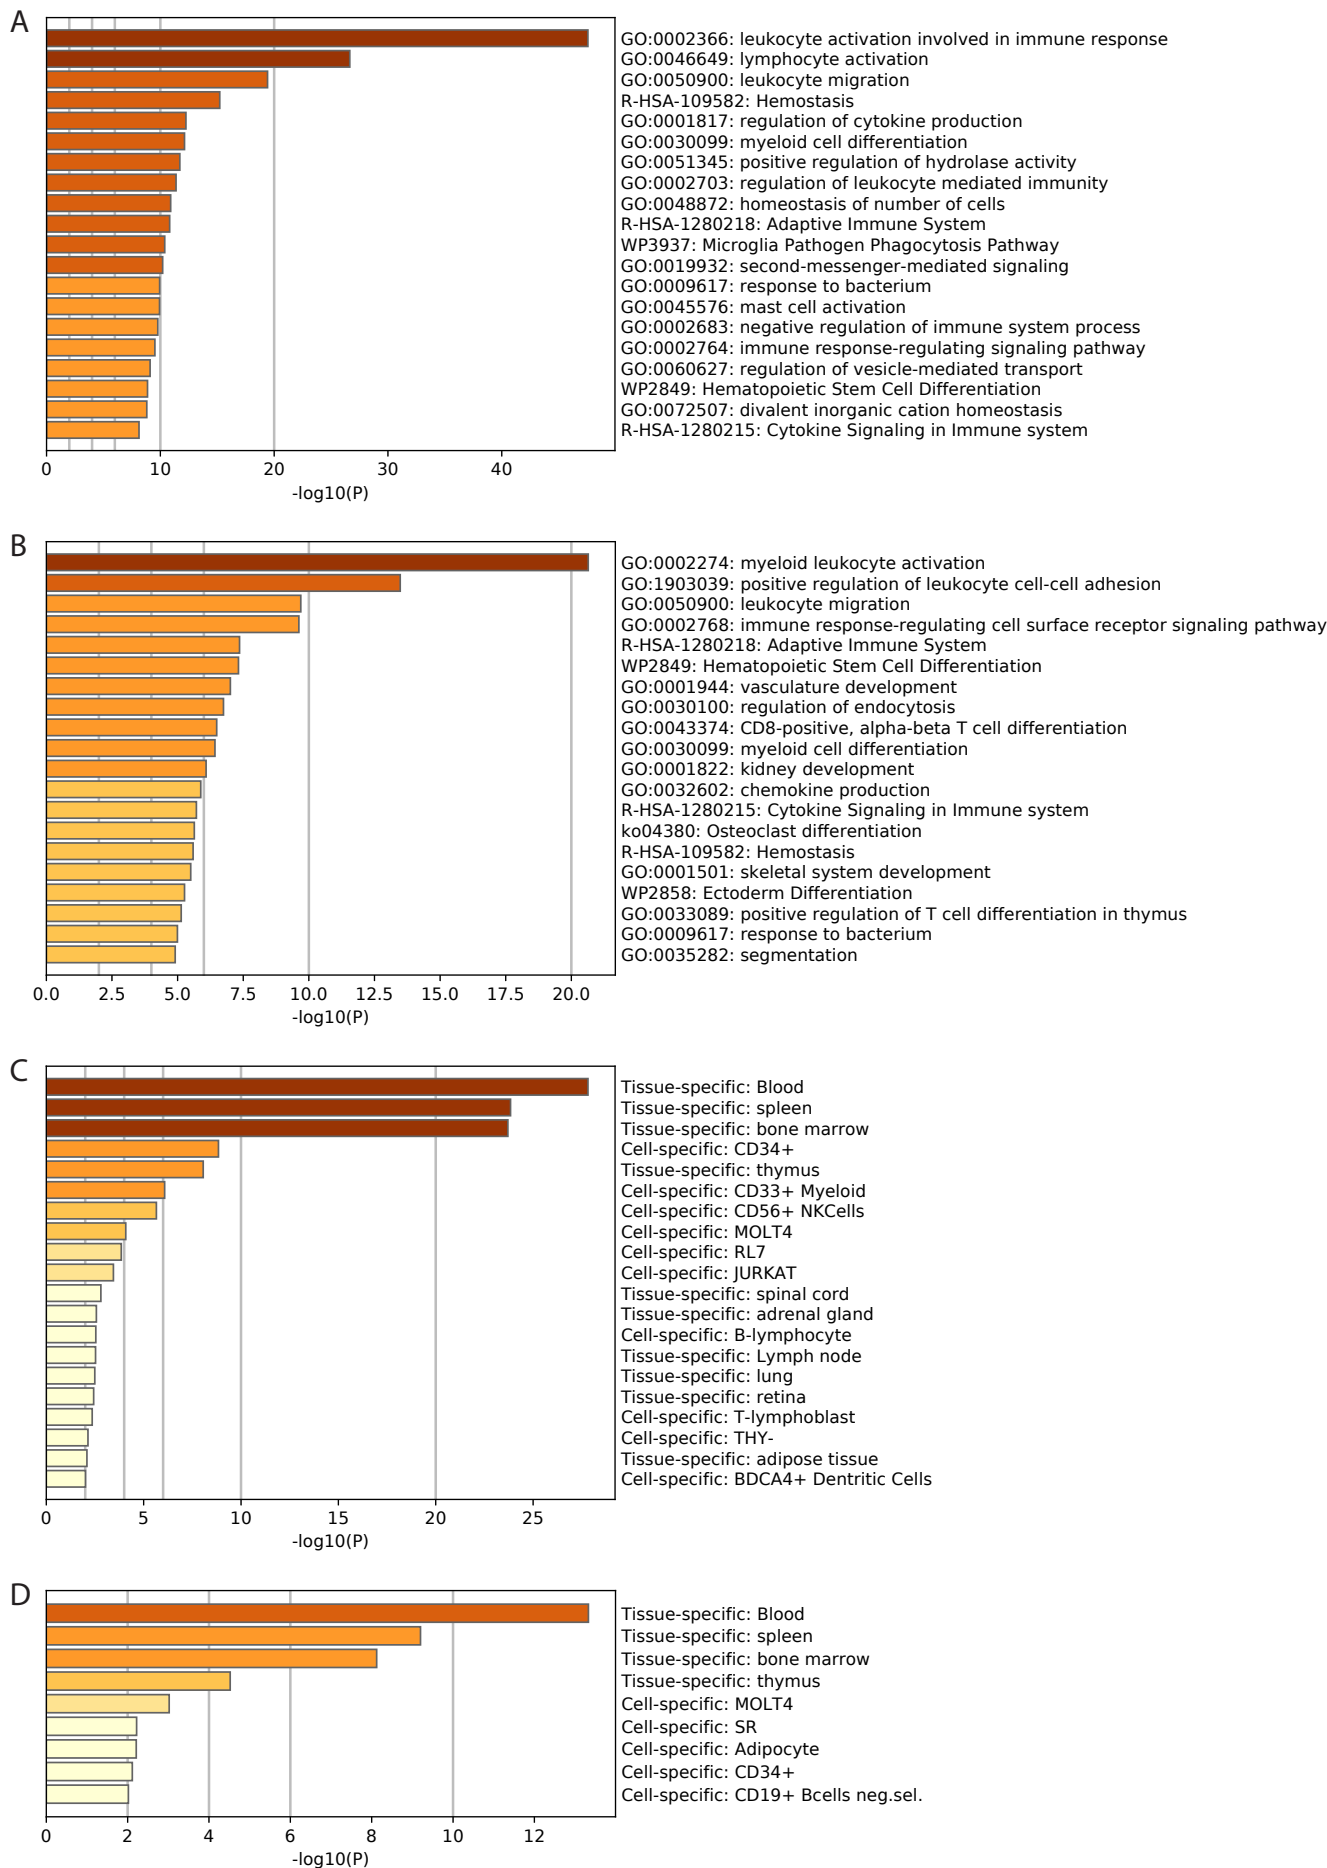 A
GO:0002366: leukocyte activation involved in immune response
GO:0046649: lymphocyte activation
GO:0050900: leukocyte migration
R-HSA-109582: Hemostasis
GO:0001817: regulation of cytokine production
GO:0030099: myeloid cell differentiation
GO:0051345: positive regulation of hydrolase activity
GO:0002703: regulation of leukocyte mediated immunity
GO:0048872: homeostasis of number of cells
R-HSA-1280218: Adaptive Immune System
WP3937: Microglia Pathogen Phagocytosis Pathway
GO:0019932: second-messenger-mediated signaling
GO:0009617: response to bacterium
GO:0045576: mast cell activation
GO:0002683: negative regulation of immune system process
GO:0002764: immune response-regulating signaling pathway
GO:0060627: regulation of vesicle-mediated transport
WP2849: Hematopoietic Stem Cell Differentiation
GO:0072507: divalent inorganic cation homeostasis
R-HSA-1280215: Cytokine Signaling in Immune system
0 10 20 30 40
-log10(P)
B
GO:0002274: myeloid leukocyte activation
GO:1903039: positive regulation of leukocyte cell-cell adhesion
GO:0050900: leukocyte migration
GO:0002768: immune response-regulating cell surface receptor signaling pathway
R-HSA-1280218: Adaptive Immune System
WP2849: Hematopoietic Stem Cell Differentiation
GO:0001944: vasculature development
GO:0030100: regulation of endocytosis
GO:0043374: CD8-positive, alpha-beta T cell differentiation
GO:0030099: myeloid cell differentiation
GO:0001822: kidney development
GO:0032602: chemokine production
R-HSA-1280215: Cytokine Signaling in Immune system
ko04380: Osteoclast differentiation
R-HSA-109582: Hemostasis
GO:0001501: skeletal system development
WP2858: Ectoderm Differentiation
GO:0033089: positive regulation of T cell differentiation in thymus
GO:0009617: response to bacterium
GO:0035282: segmentation
0.0 2.5 5.0 7.5 10.0 12.5 15.0 17.5 20.0
-log10(P)
C
Tissue-specific: Blood
Tissue-specific: spleen
Tissue-specific: bone marrow
Cell-specific: CD34+
Tissue-specific: thymus
Cell-specific: CD33+ Myeloid
Cell-specific: CD56+ NKCells
Cell-specific: MOLT4
Cell-specific: RL7
Cell-specific: JURKAT
Tissue-specific: spinal cord
Tissue-specific: adrenal gland
Cell-specific: B-lymphocyte
Tissue-specific: Lymph node
Tissue-specific: lung
Tissue-specific: retina
Cell-specific: T-lymphoblast
Cell-specific: THY-
Tissue-specific: adipose tissue
Cell-specific: BDCA4+ Dentritic Cells
0 5 10 15 20 25
-log10(P)
D
Tissue-specific: Blood
Tissue-specific: spleen
Tissue-specific: bone marrow
Tissue-specific: thymus
Cell-specific: MOLT4
Cell-specific: SR
Cell-specific: Adipocyte
Cell-specific: CD34+
Cell-specific: CD19+ Bcells neg.sel.
0 2 4 6 8 10 12
-log10(P)